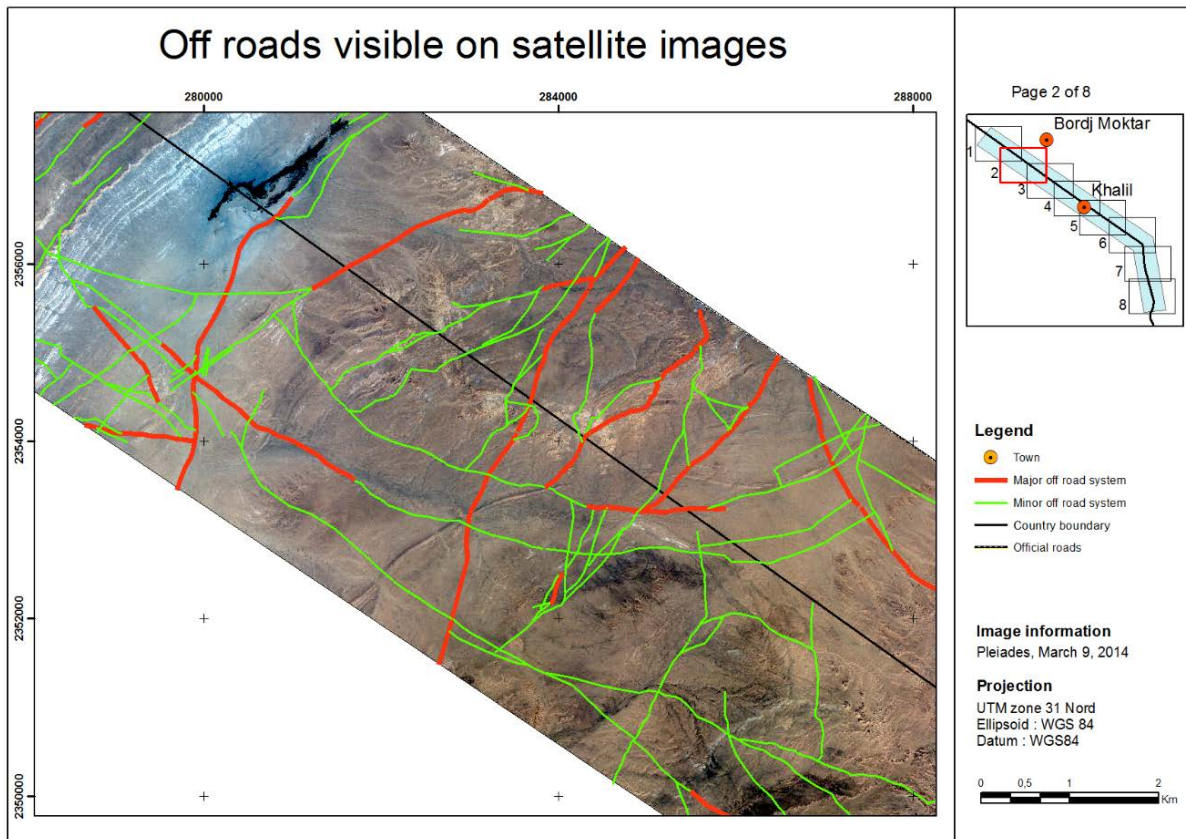 Off roads visible on satellite images
280000
284000
288000
2356000
2354000
2352000
2350000
Page 2 of 8
Bordj Moktar
Khalil
1
2
3
4
5
6
7
8
Legend
Town
Major off road system
Minor off road system
Country boundary
Official roads
Image information
Pleiades, March 9, 2014
Projection
UTM zone 31 Nord
Ellipsoid : WGS 84
Datum : WGS84
0 0,5 1 2
Km